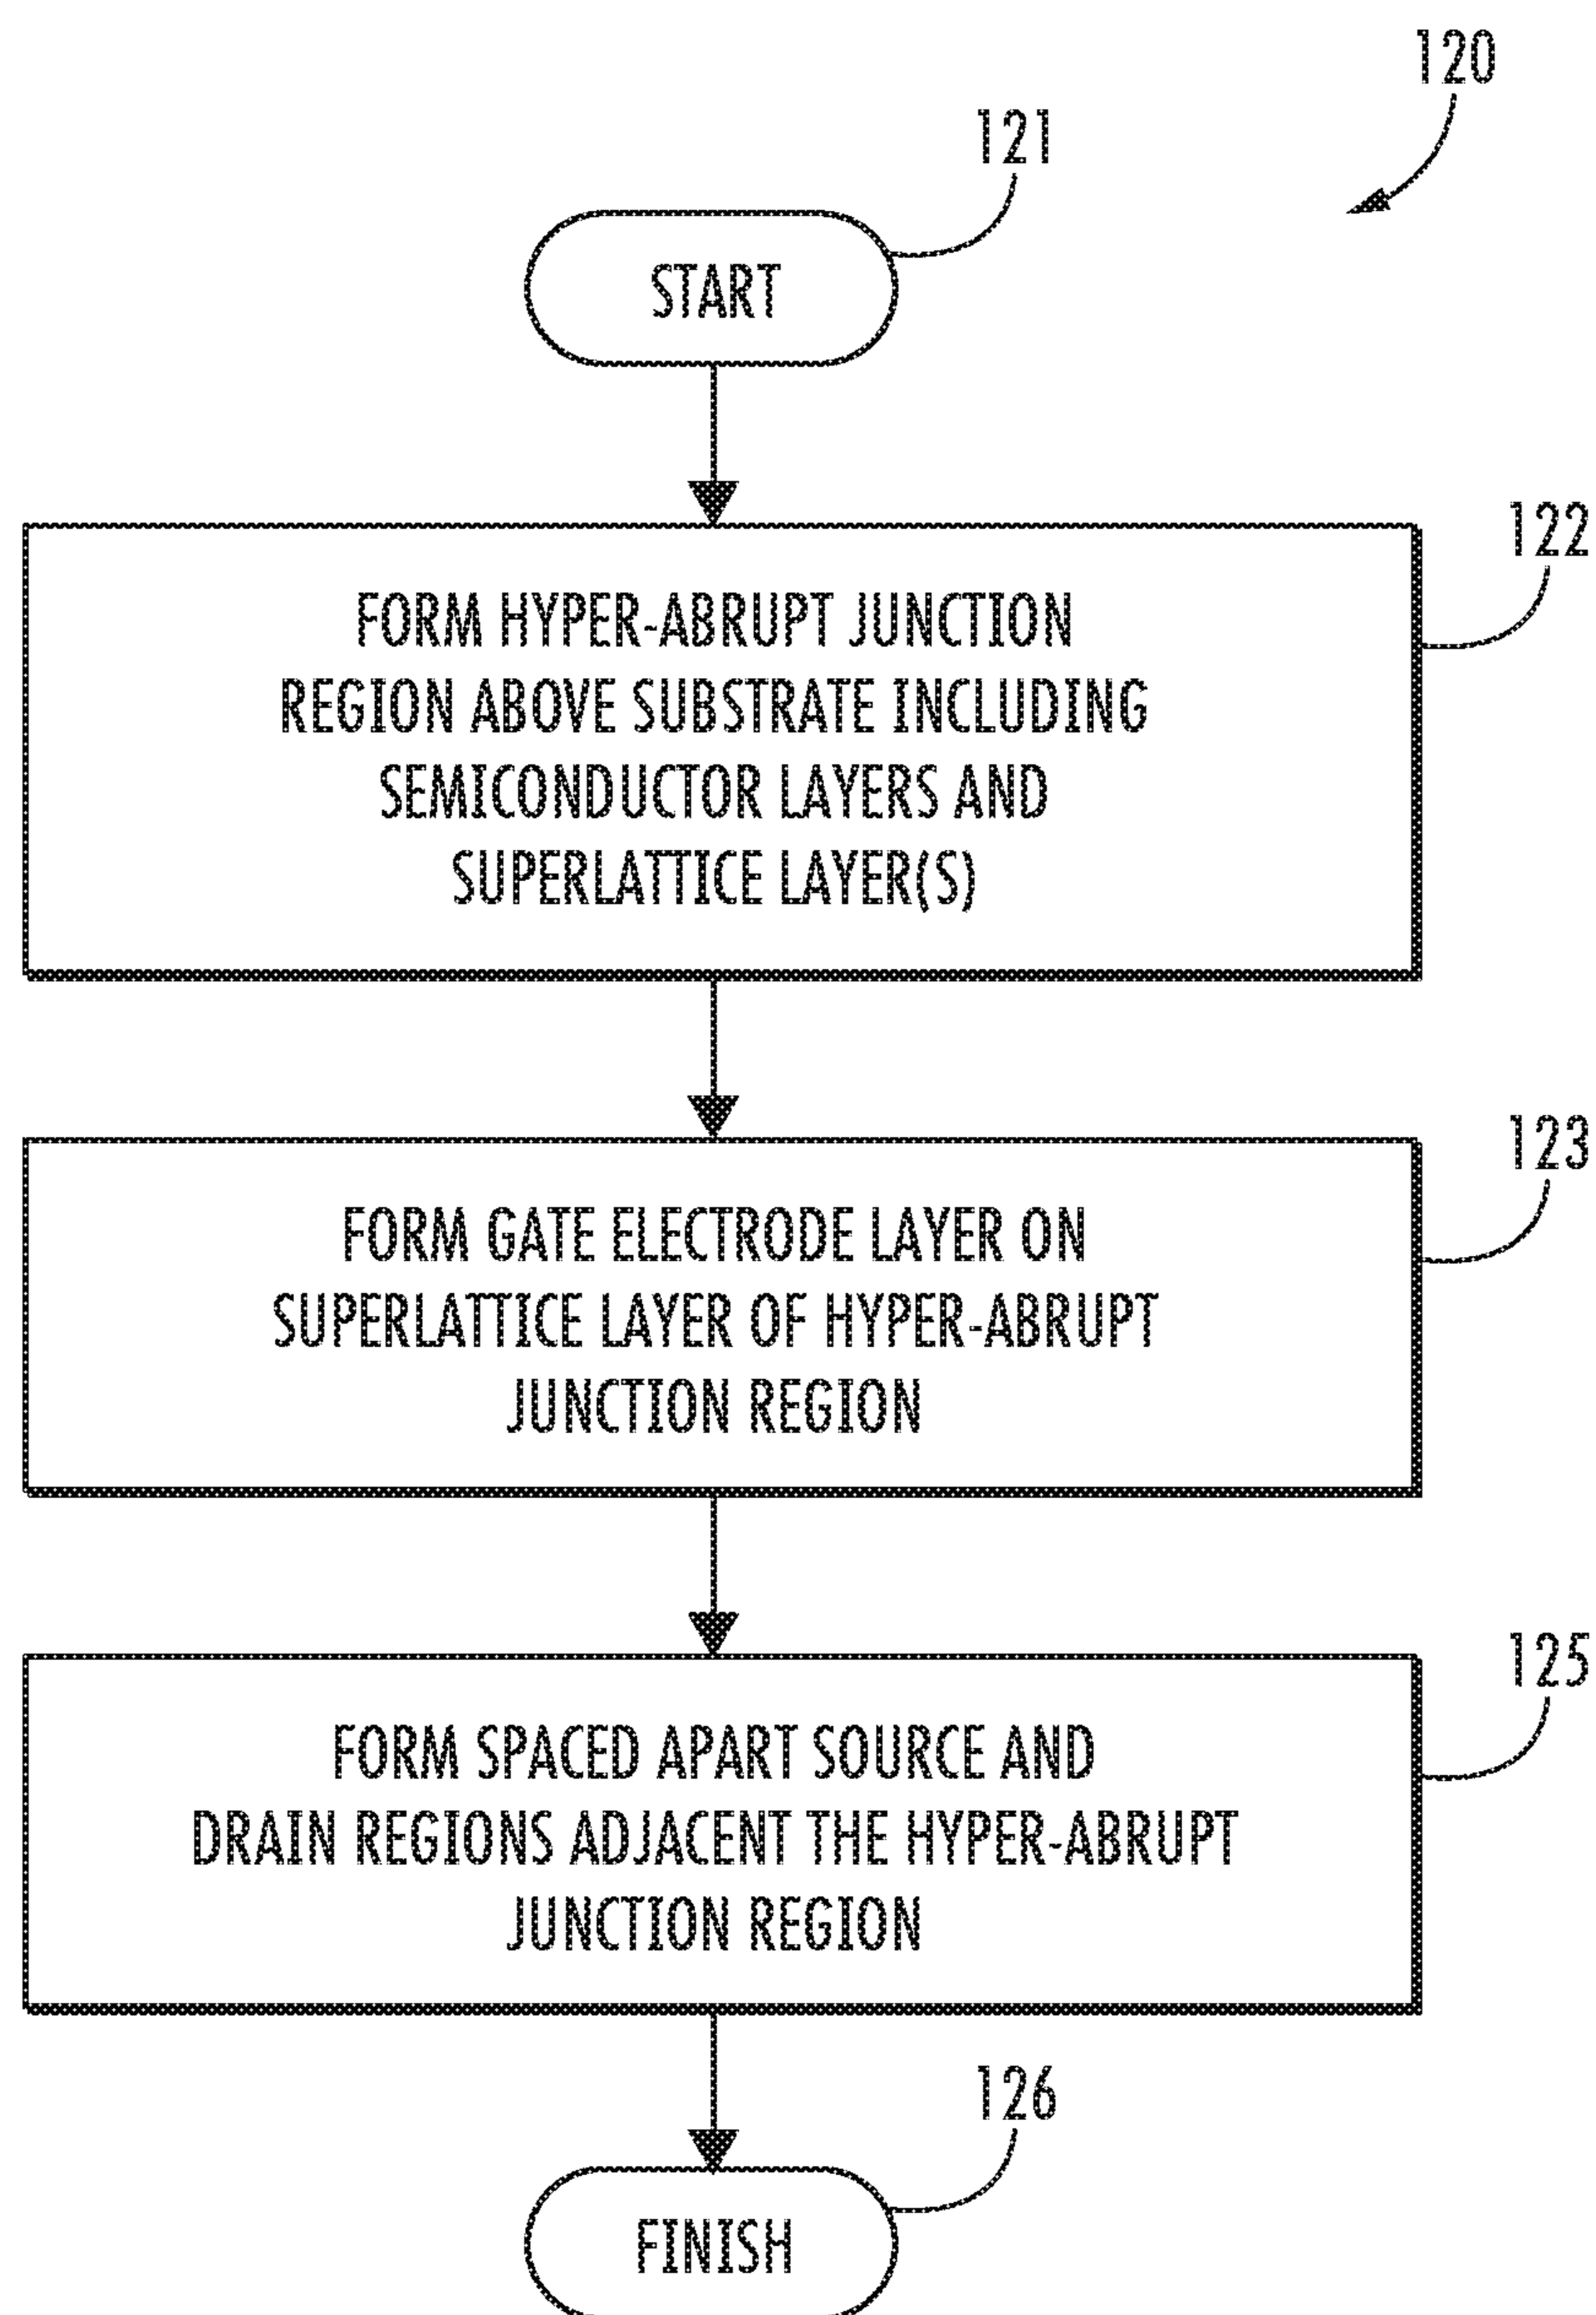 120
121
START
122
FORM HYPER-ABRUPT JUNCTION
REGION ABOVE SUBSTRATE INCLUDING
SEMICONDUCTOR LAYERS AND
SUPERLATTICE LAYER(S)
123
FORM GATE ELECTRODE LAYER ON
SUPERLATTICE LAYER OF HYPER-ABRUPT
JUNCTION REGION
125
FORM SPACED APART SOURCE AND
DRAIN REGIONS ADJACENT THE HYPER-ABRUPT
JUNCTION REGION
126
FINISH